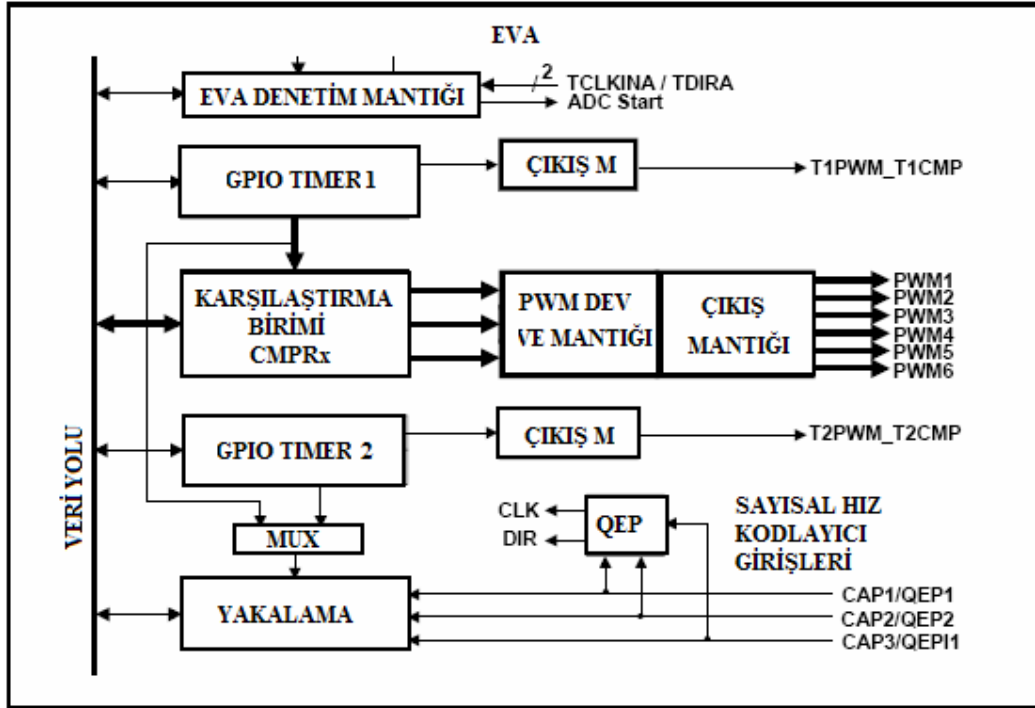 EVA
2
TCLKINA / TDIRA
EVA DENETİM MANTIĞI
ADC Start
GPIO TIMER 1
ÇIKIŞ M
T1PWM_T1CMP
KARŞILAŞTIRMA
BİRİMİ
CMPRx
PWM DEV
VE MANTIĞI
ÇIKIŞ
MANTIĞI
PWM1
PWM2
PWM3
PWM4
PWM5
PWM6
VERİ YOLU
GPIO TIMER 2
ÇIKIŞ M
T2PWM_T2CMP
MUX
CLK
DIR
QEP
SAYISAL HIZ
KODLAYICI
GİRİŞLERİ
YAKALAMA
CAP1/QEP1
CAP2/QEP2
CAP3/QEPI1